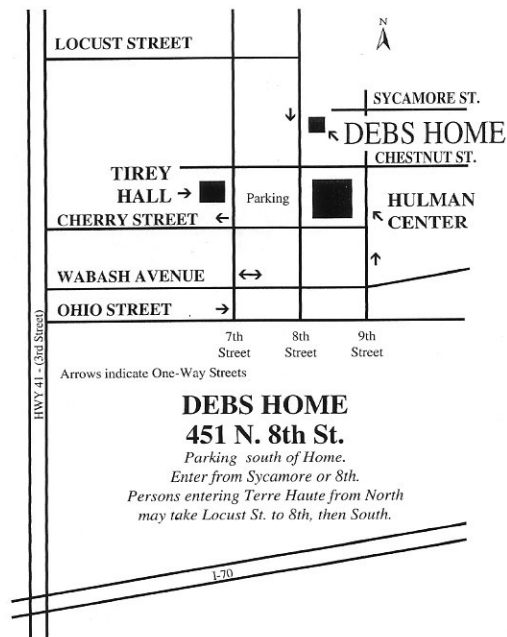 LOCUST STREET
N
SYCAMORE ST.
DEBS HOME
CHESTNUT ST.
TIREY
HALL
Parking
HULMAN
CENTER
CHERRY STREET
WABASH AVENUE
OHIO STREET
7th
Street
8th
Street
9th
Street
HWY 41 - (3rd Street)
Arrows indicate One-Way Streets
DEBS HOME
451 N. 8th St.
Parking south of Home.
Enter from Sycamore or 8th.
Persons entering Terre Haute from North
may take Locust St. to 8th, then South.
I-70